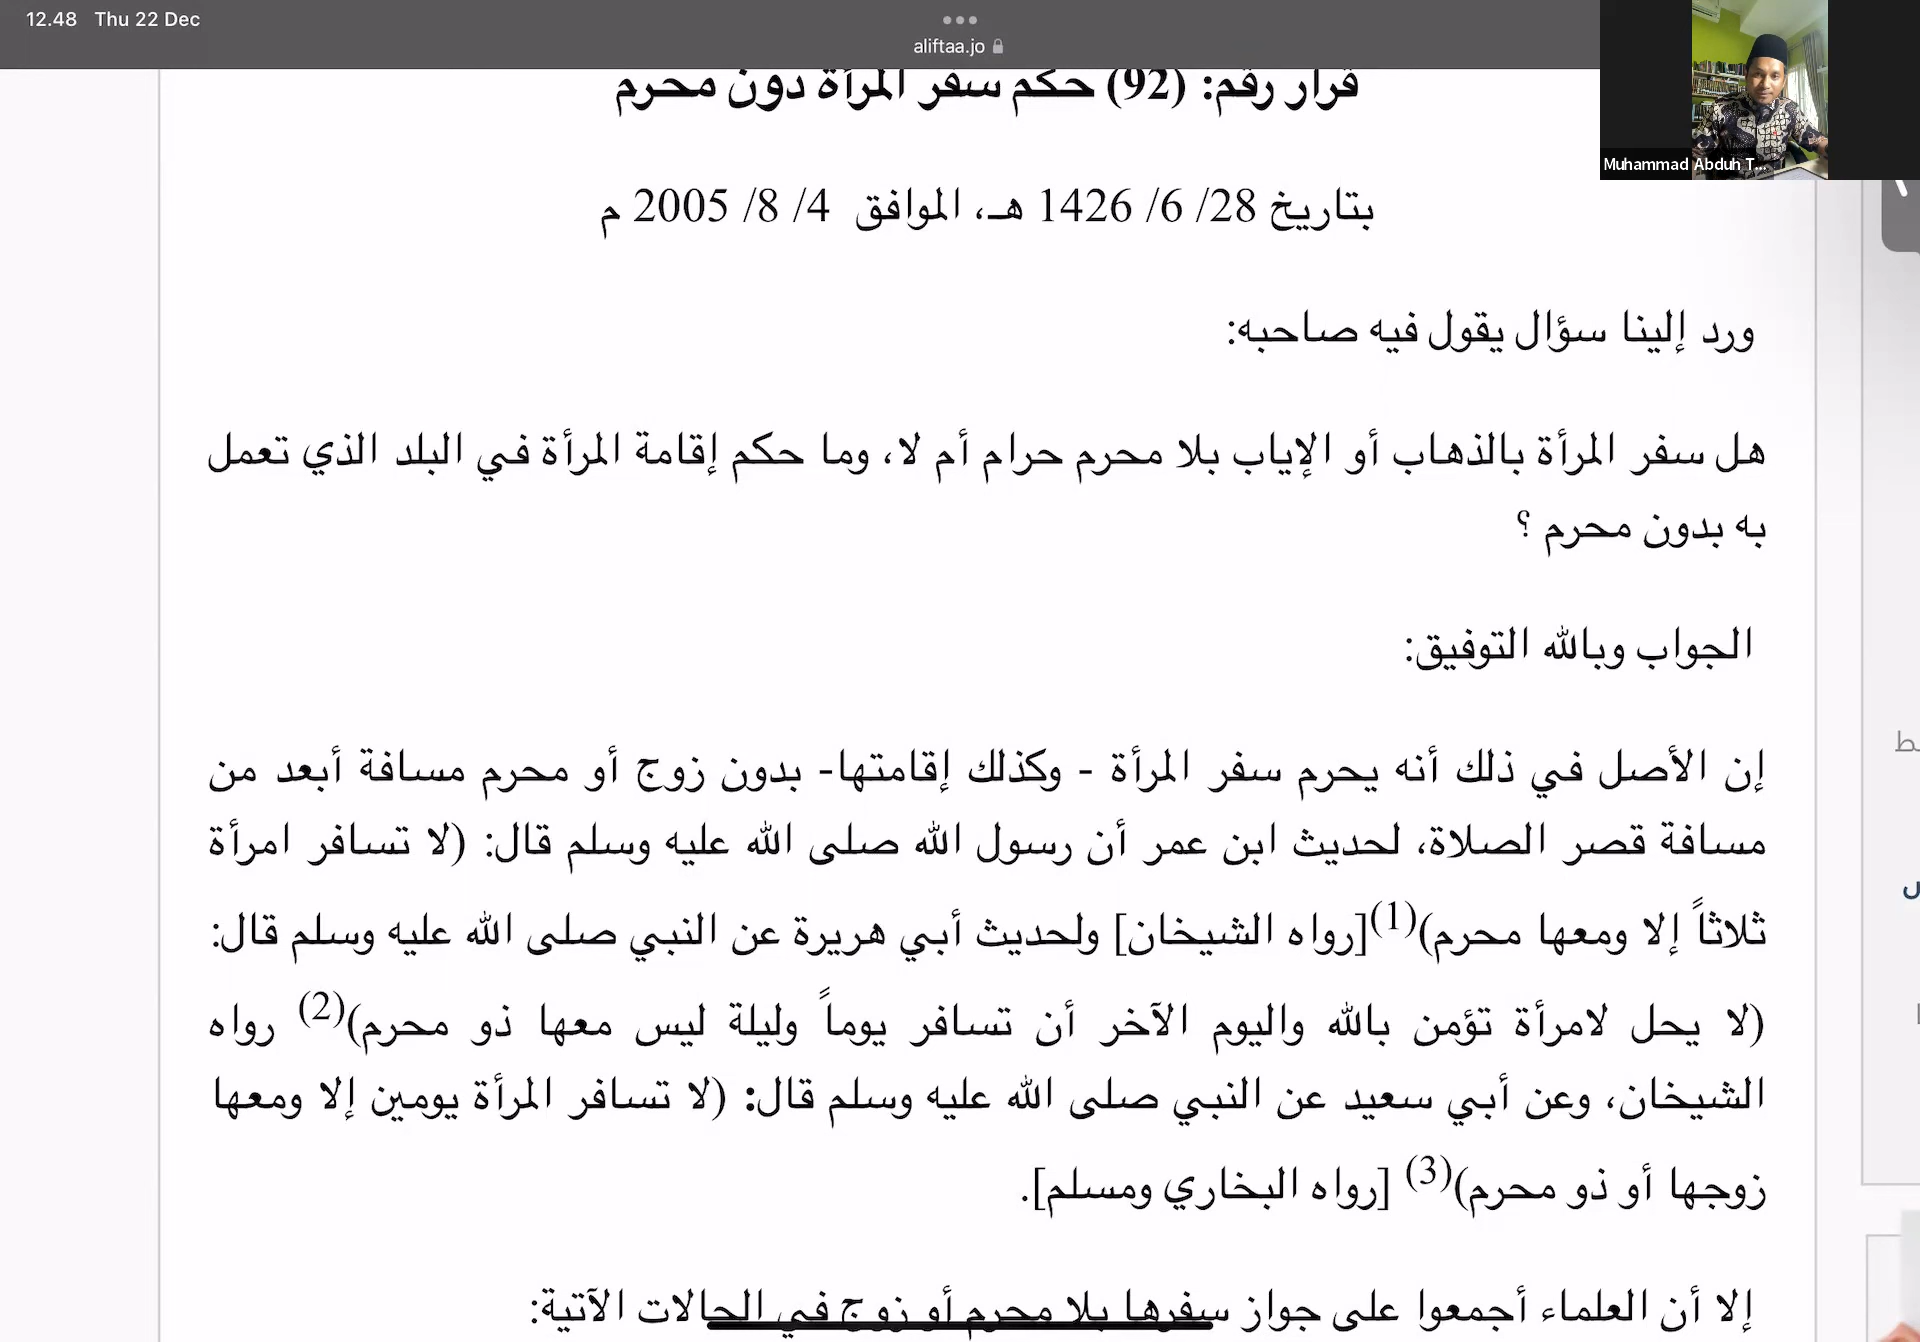 12.48 Thu 22 Dec
aliftaa.jo
Muhammad Abduh T...
قرار رقم: (92) حكم سفر المرأة دون محرم
بتاريخ 28/ 6/ 1426 هـ، الموافق 4/ 8/ 2005 م
ورد إلينا سؤال يقول فيه صاحبه:
هل سفر المرأة بالذهاب أو الإياب بلا محرم حرام أم لا، وما حكم إقامة المرأة في البلد الذي تعمل
به بدون محرم ؟
الجواب وبالله التوفيق:
إن الأصل في ذلك أنه يحرم سفر المرأة - وكذلك إقامتها- بدون زوج أو محرم مسافة أبعد من
مسافة قصر الصلاة، لحديث ابن عمر أن رسول الله صلى الله عليه وسلم قال: (لا تسافر امرأة
ثلاثاً إلا ومعها محرم)(1)[رواه الشيخان] ولحديث أبي هريرة عن النبي صلى الله عليه وسلم قال:
(لا يحل لامرأة تؤمن بالله واليوم الآخر أن تسافر يوماً وليلة ليس معها ذو محرم)(2) رواه
الشيخان، وعن أبي سعيد عن النبي صلى الله عليه وسلم قال: (لا تسافر المرأة يومين إلا ومعها
زوجها أو ذو محرم)(3) [رواه البخاري ومسلم].
إلا أن العلماء أجمعوا على جواز سفرها بلا محرم أو زوج في الحالات الآتية: